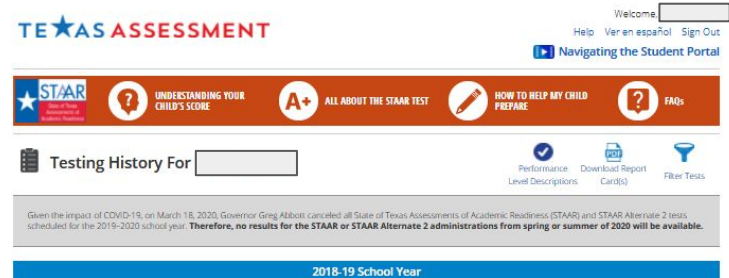 Welcome,
TEXAS ASSESSMENT
Help Ver en español Sign Out
Navigating the Student Portal
STAAR
State of Texas
Assessments of
Academic Readiness
UNDERSTANDING YOUR
CHILD'S SCORE
A+
ALL ABOUT THE STAAR TEST
HOW TO HELP MY CHILD
PREPARE
?
FAQs
Testing History For
Performance
Level Descriptions
PDF
Download Report
Card(s)
Filter Tests
Given the impact of COVID-19, on March 18, 2020, Governor Greg Abbott canceled all State of Texas Assessments of Academic Readiness (STAAR) and STAAR Alternate 2 tests
scheduled for the 2019-2020 school year. Therefore, no results for the STAAR or STAAR Alternate 2 administrations from spring or summer of 2020 will be available.
2018-19 School Year